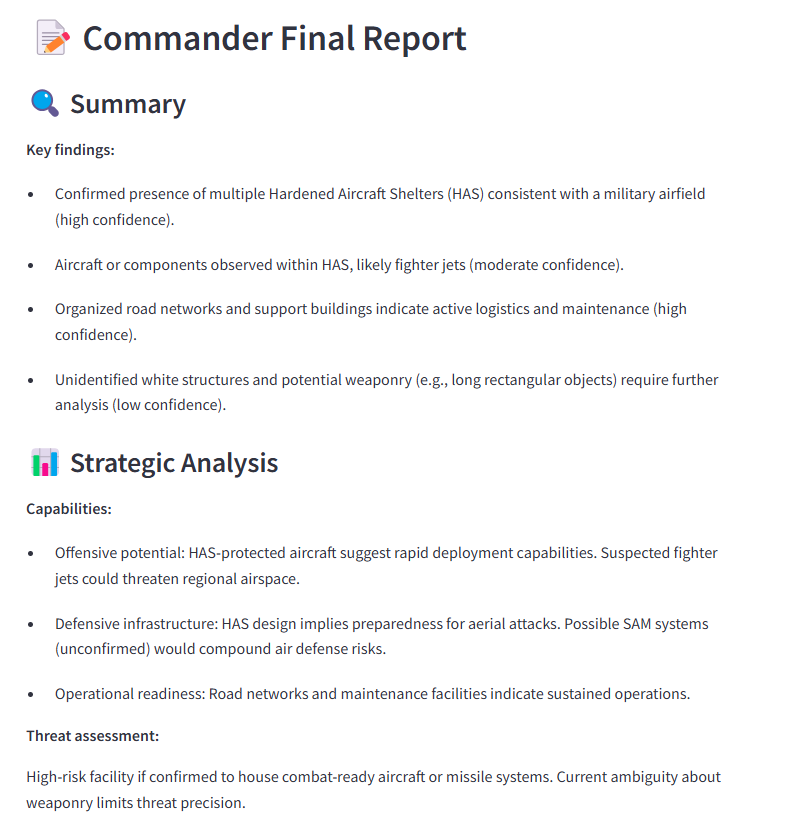 Commander Final Report
Summary
Key findings:
Confirmed presence of multiple Hardened Aircraft Shelters (HAS) consistent with a military airfield
(high confidence).
Aircraft or components observed within HAS, likely fighter jets (moderate confidence).
Organized road networks and support buildings indicate active logistics and maintenance (high
confidence).
Unidentified white structures and potential weaponry (e.g., long rectangular objects) require further
analysis (low confidence).
Strategic Analysis
Capabilities:
Offensive potential: HAS-protected aircraft suggest rapid deployment capabilities. Suspected fighter
jets could threaten regional airspace.
Defensive infrastructure: HAS design implies preparedness for aerial attacks. Possible SAM systems
(unconfirmed) would compound air defense risks.
Operational readiness: Road networks and maintenance facilities indicate sustained operations.
Threat assessment:
High-risk facility if confirmed to house combat-ready aircraft or missile systems. Current ambiguity about
weaponry limits threat precision.